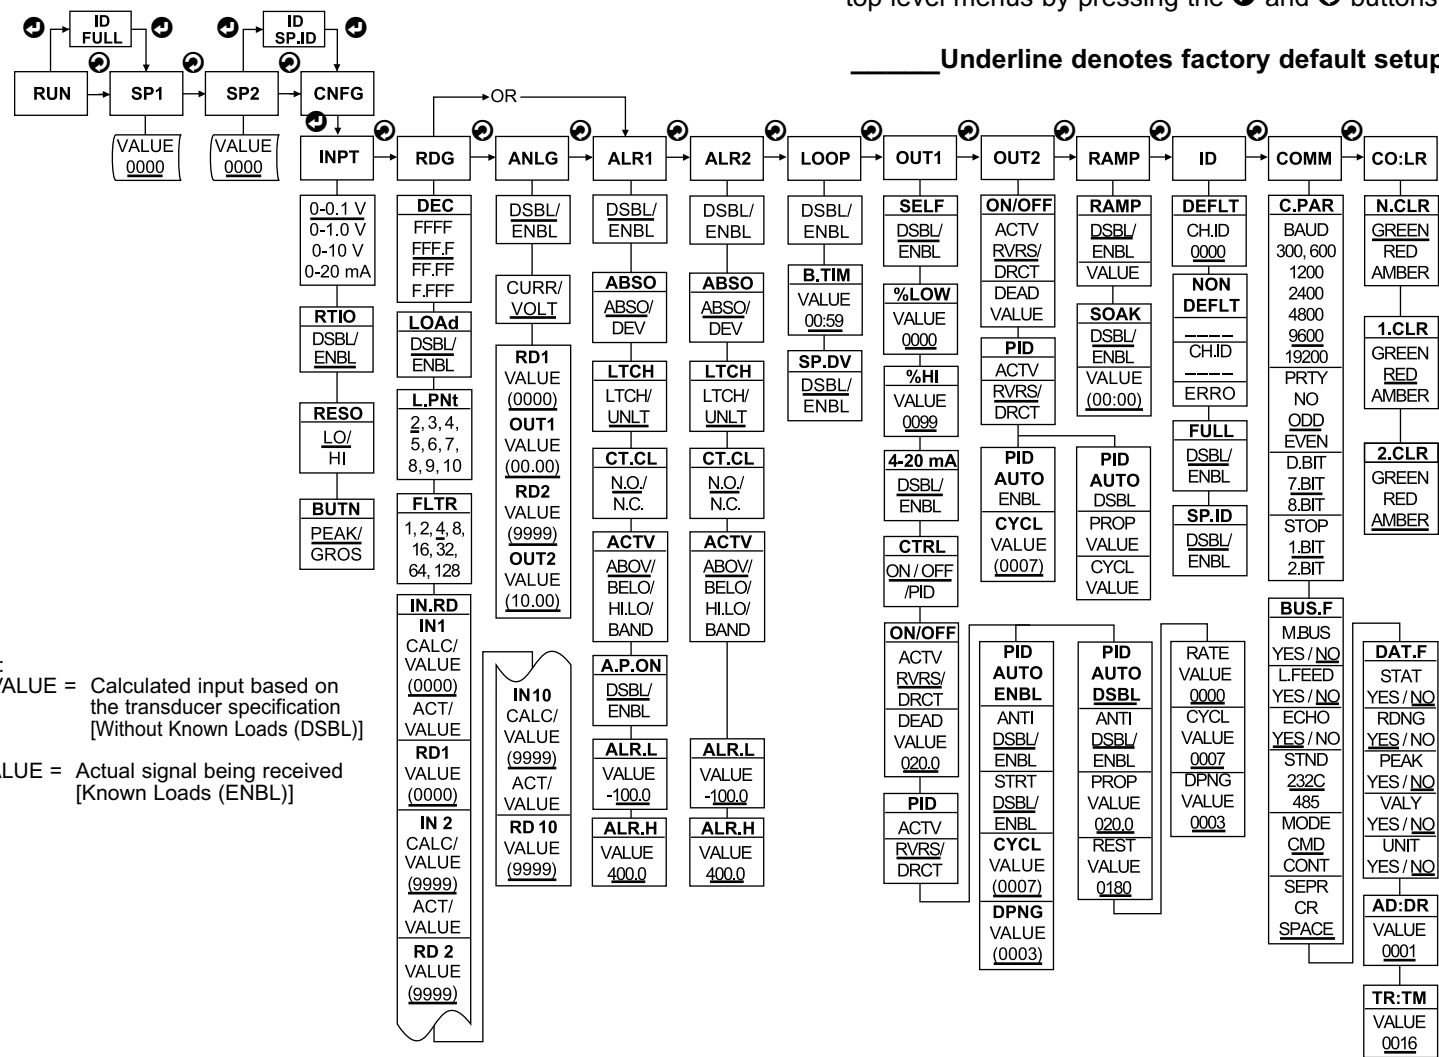 top level menus by pressing the and buttons
_____Underline denotes factory default setup
ID
FULL
ID
SP.ID
RUN
SP1
SP2
CNFG
VALUE
0000
VALUE
0000
OR
INPT
RDG
ANLG
ALR1
ALR2
LOOP
OUT1
OUT2
RAMP
ID
COMM
CO:LR
0-0.1 V
0-1.0 V
0-10 V
0-20 mA
RTIO
DSBL/
ENBL
RESO
LO/
HI
BUTN
PEAK/
GROS
DEC
FFFF
FFF.F
FF.FF
F.FFF
LOAd
DSBL/
ENBL
L.PNt
2, 3, 4,
5, 6, 7,
8, 9, 10
FLTR
1, 2, 4, 8,
16, 32,
64, 128
IN.RD
IN1
CALC/
VALUE
(0000)
ACT/
VALUE
RD1
VALUE
(0000)
IN 2
CALC/
VALUE
(9999)
ACT/
VALUE
RD 2
VALUE
(9999)
DSBL/
ENBL
CURR/
VOLT
RD1
VALUE
(0000)
OUT1
VALUE
(00.00)
RD2
VALUE
(9999)
OUT2
VALUE
(10.00)
IN10
CALC/
VALUE
(9999)
ACT/
VALUE
RD 10
VALUE
(9999)
DSBL/
ENBL
ABSO
ABSO/
DEV
LTCH
LTCH/
UNLT
CT.CL
N.O./
N.C.
ACTV
ABOV/
BELO/
HI.LO/
BAND
A.P.ON
DSBL/
ENBL
ALR.L
VALUE
-100.0
ALR.H
VALUE
400.0
DSBL/
ENBL
ABSO
ABSO/
DEV
LTCH
LTCH/
UNLT
CT.CL
N.O./
N.C.
ACTV
ABOV/
BELO/
HI.LO/
BAND
ALR.L
VALUE
-100.0
ALR.H
VALUE
400.0
DSBL/
ENBL
B.TIM
VALUE
00:59
SP.DV
DSBL/
ENBL
SELF
DSBL/
ENBL
%LOW
VALUE
0000
%HI
VALUE
0099
4-20 mA
DSBL/
ENBL
CTRL
ON / OFF
/PID
ON/OFF
ACTV
RVRS/
DRCT
DEAD
VALUE
020.0
PID
ACTV
RVRS/
DRCT
ON/OFF
ACTV
RVRS/
DRCT
DEAD
VALUE
PID
ACTV
RVRS/
DRCT
PID
AUTO
ENBL
CYCL
VALUE
(0007)
PID
AUTO
DSBL
PROP
VALUE
CYCL
VALUE
PID
AUTO
ENBL
ANTI
DSBL/
ENBL
STRT
DSBL/
ENBL
CYCL
VALUE
(0007)
DPNG
VALUE
(0003)
PID
AUTO
DSBL
ANTI
DSBL/
ENBL
PROP
VALUE
020.0
REST
VALUE
0180
RATE
VALUE
0000
CYCL
VALUE
0007
DPNG
VALUE
0003
RAMP
DSBL/
ENBL
VALUE
SOAK
DSBL/
ENBL
VALUE
(00:00)
DEFLT
CH.ID
0000
NON
DEFLT
_ _ _ _
CH.ID
_ _ _ _
ERRO
FULL
DSBL/
ENBL
SP.ID
DSBL/
ENBL
C.PAR
BAUD
300, 600
1200
2400
4800
9600
19200
PRTY
NO
ODD
EVEN
D.BIT
7.BIT
8.BIT
STOP
1.BIT
2.BIT
BUS.F
M.BUS
YES / NO
L.FEED
YES / NO
ECHO
YES / NO
STND
232C
485
MODE
CMD
CONT
SEPR
CR
SPACE
N.CLR
GREEN
RED
AMBER
1.CLR
GREEN
RED
AMBER
2.CLR
GREEN
RED
AMBER
DAT.F
STAT
YES / NO
RDNG
YES / NO
PEAK
YES / NO
VALY
YES / NO
UNIT
YES / NO
AD:DR
VALUE
0001
TR:TM
VALUE
0016
:
VALUE = Calculated input based on
the transducer specification
[Without Known Loads (DSBL)]
LUE = Actual signal being received
[Known Loads (ENBL)]